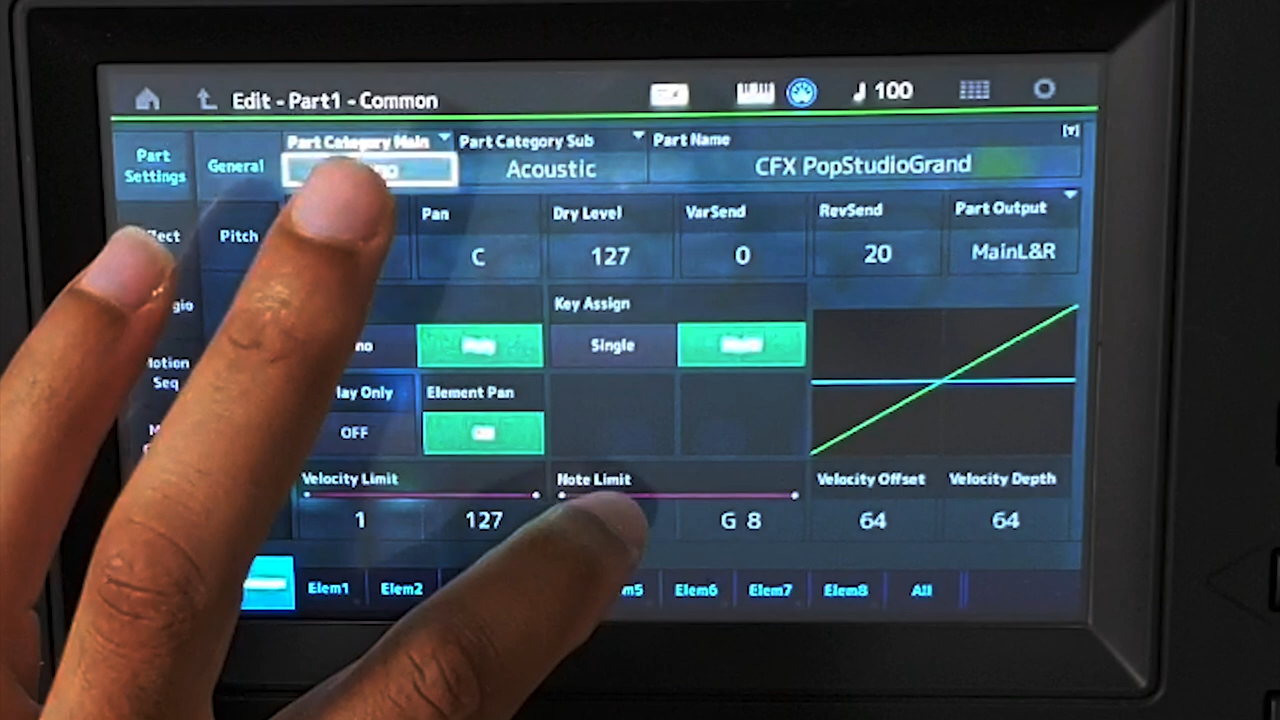 Edit - Part1 - Common
100
Part Settings
General
Part Category Main
Part Category Sub
Acoustic
Part Name
CFX PopStudioGrand
Pitch
Pan
C
Dry Level
127
VarSend
0
RevSend
20
Part Output
MainL&R
Key Assign
Single
Seq
Element Pan
OFF
Velocity Limit
1
127
Note Limit
G 8
Velocity Offset
64
Velocity Depth
64
Elem1
Elem2
Elem6
Elem7
Elem8
All